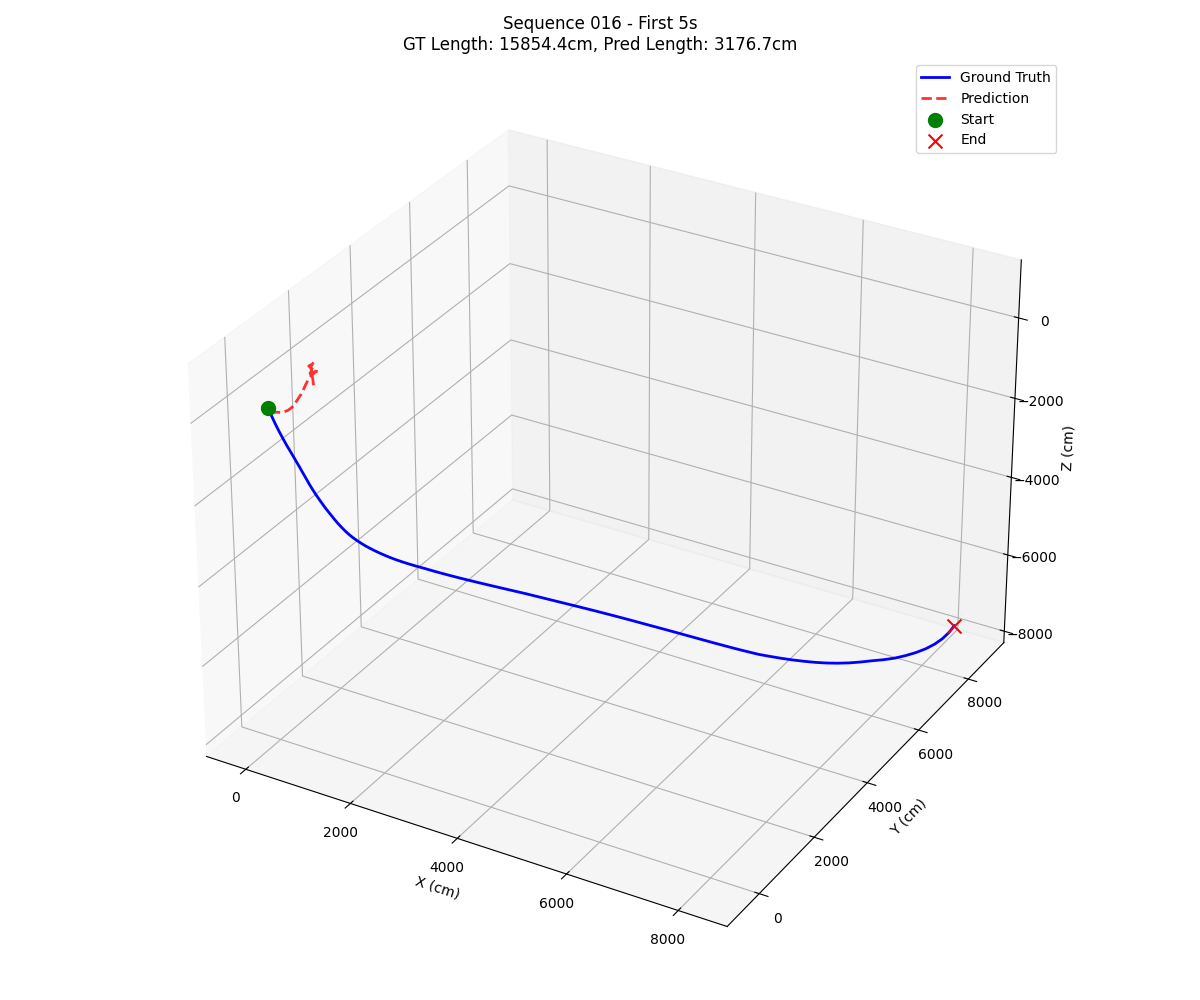 Sequence 016 - First 5s
GT Length: 15854.4cm, Pred Length: 3176.7cm
Ground Truth
Prediction
Start
End
0
−2000
−4000
−6000
−8000
Z (cm)
8000
6000
4000
2000
0
Y (cm)
0
2000
4000
6000
8000
X (cm)